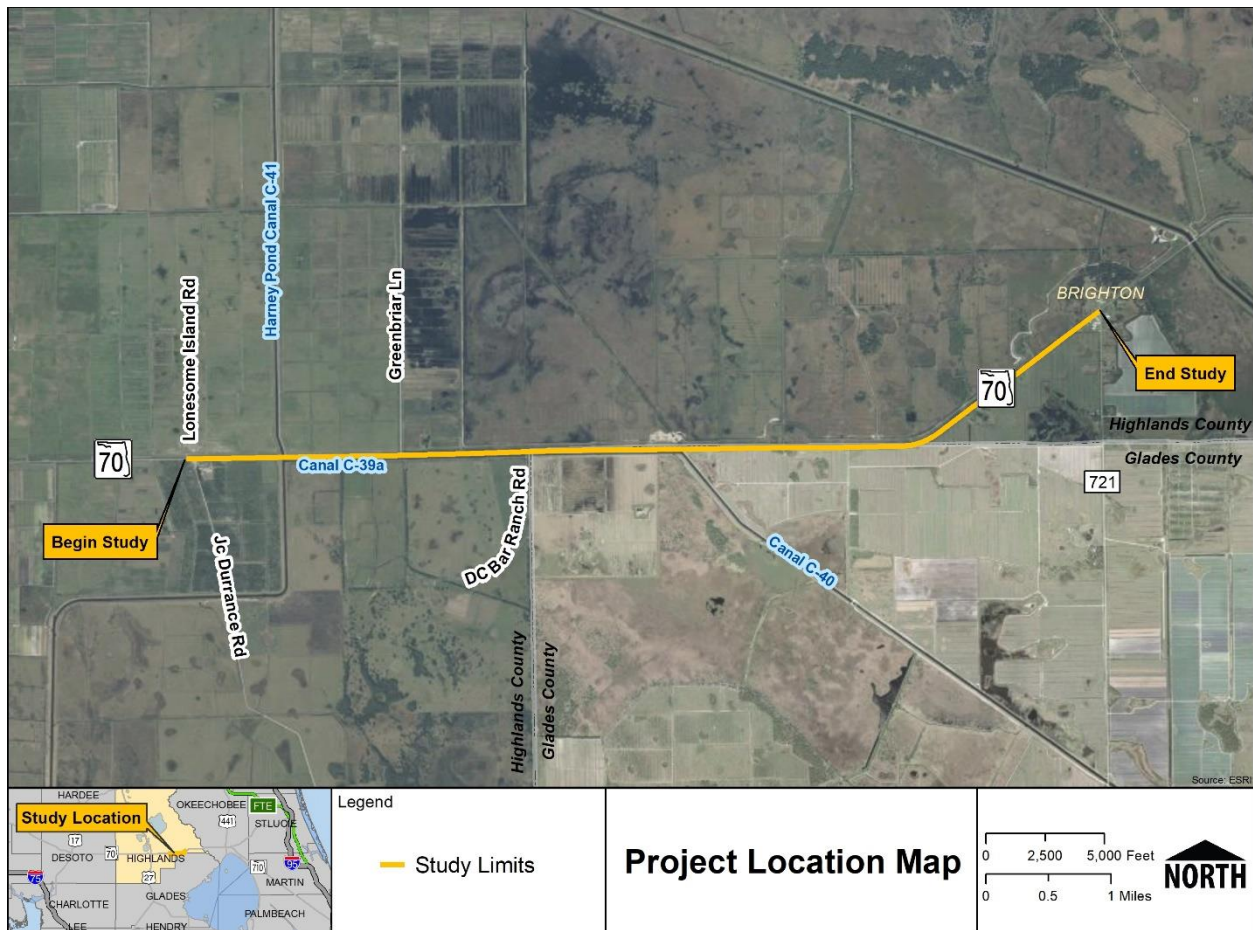 Lonesome Island Rd
Harney Pond Canal C-41
Greenbriar Ln
BRIGHTON
End Study
70
Highlands County
Glades County
70
Canal C-39a
721
Begin Study
Jc Durrance Rd
DC Bar Ranch Rd
Canal C-40
Highlands County
Glades County
Source: ESRI
HARDEE
OKEECHOBEE
FTE
Study Location
441
STLUCIE
17
70
DESOTO
HIGHLANDS
710
95
27
MARTIN
75
GLADES
CHARLOTTE
PALMBEACH
LEE
HENDRY
Legend
Study Limits
Project Location Map
0 2,500 5,000 Feet
0 0.5 1 Miles
NORTH